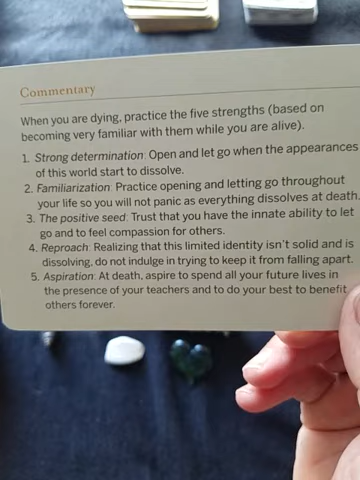 Commentary
When you are dying, practice the five strengths (based on
becoming very familiar with them while you are alive).
1. Strong determination: Open and let go when the appearances
of this world start to dissolve.
2. Familiarization: Practice opening and letting go throughout
your life so you will not panic as everything dissolves at death.
3. The positive seed: Trust that you have the innate ability to let
go and to feel compassion for others.
4. Reproach: Realizing that this limited identity isn't solid and is
dissolving, do not indulge in trying to keep it from falling apart.
5. Aspiration: At death, aspire to spend all your future lives in
the presence of your teachers and to do your best to benefit
others forever.